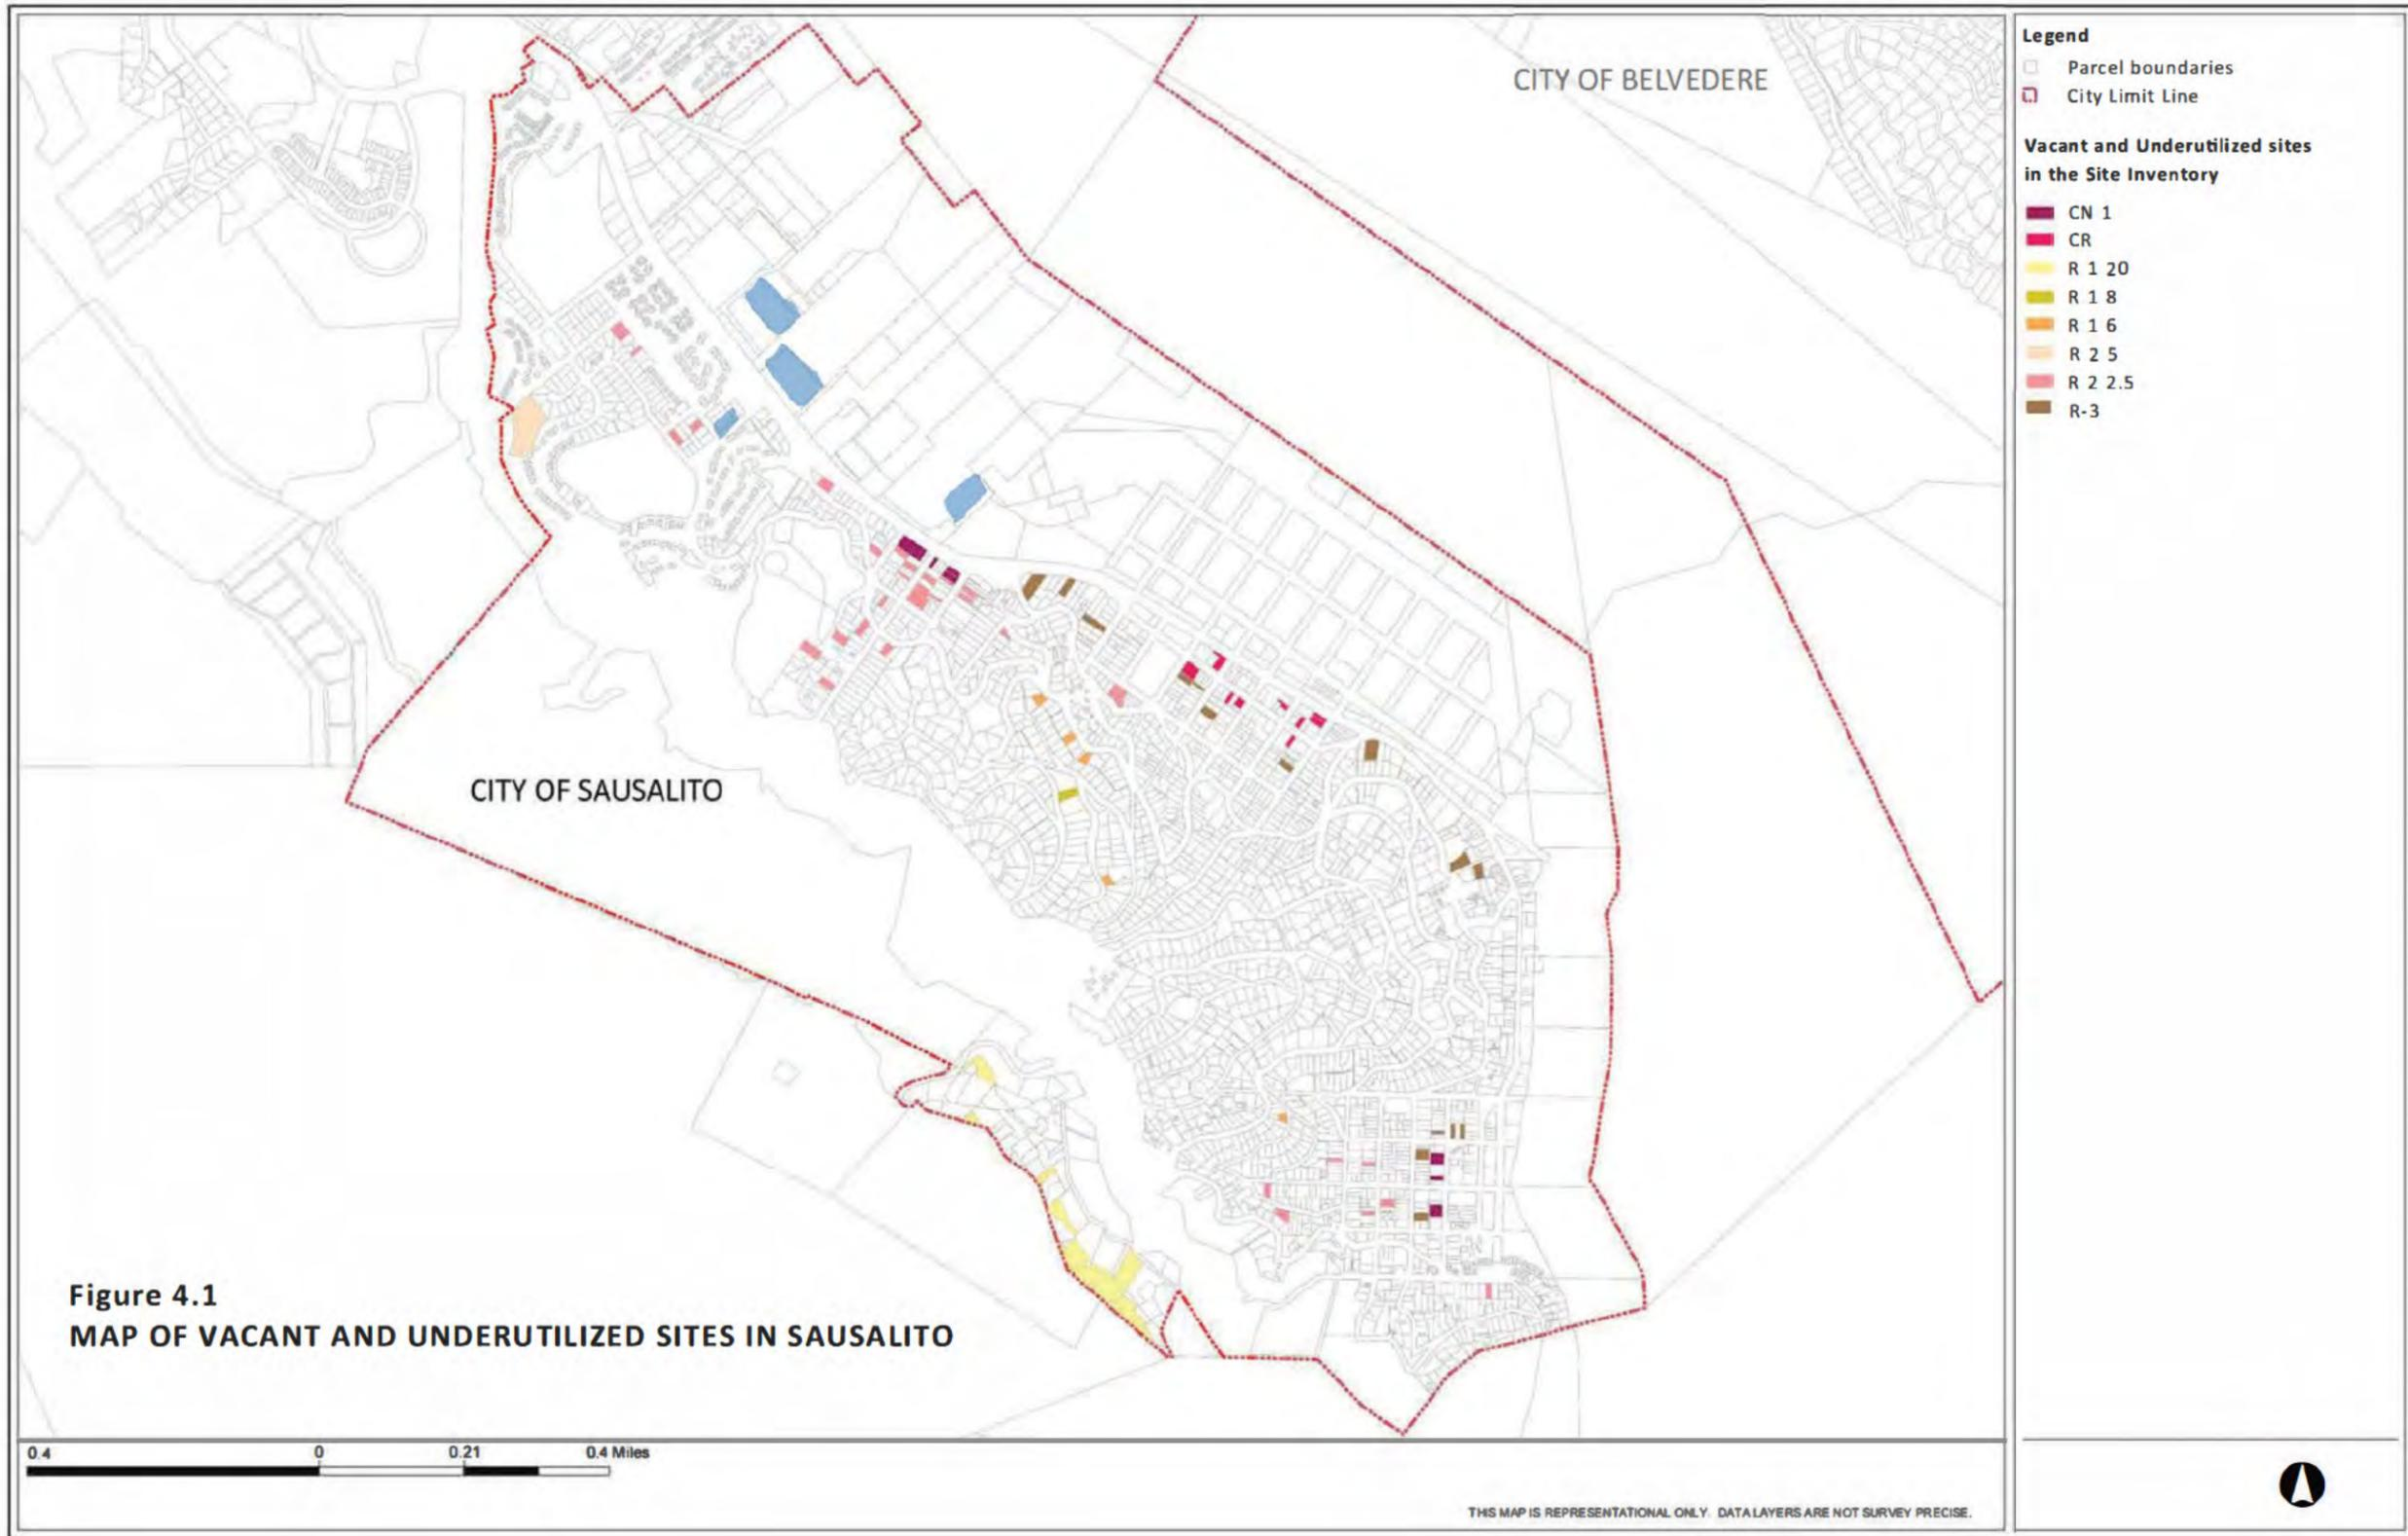 CITY OF BELVEDERE
CITY OF SAUSALITO
Figure 4.1
MAP OF VACANT AND UNDERUTILIZED SITES IN SAUSALITO
0.4 0 0.21 0.4 Miles
THIS MAP IS REPRESENTATIONAL ONLY. DATA LAYERS ARE NOT SURVEY PRECISE.
Legend
Parcel boundaries
City Limit Line
Vacant and Underutilized sites
in the Site Inventory
CN 1
CR
R 1 20
R 1 8
R 1 6
R 2 5
R 2 2.5
R-3